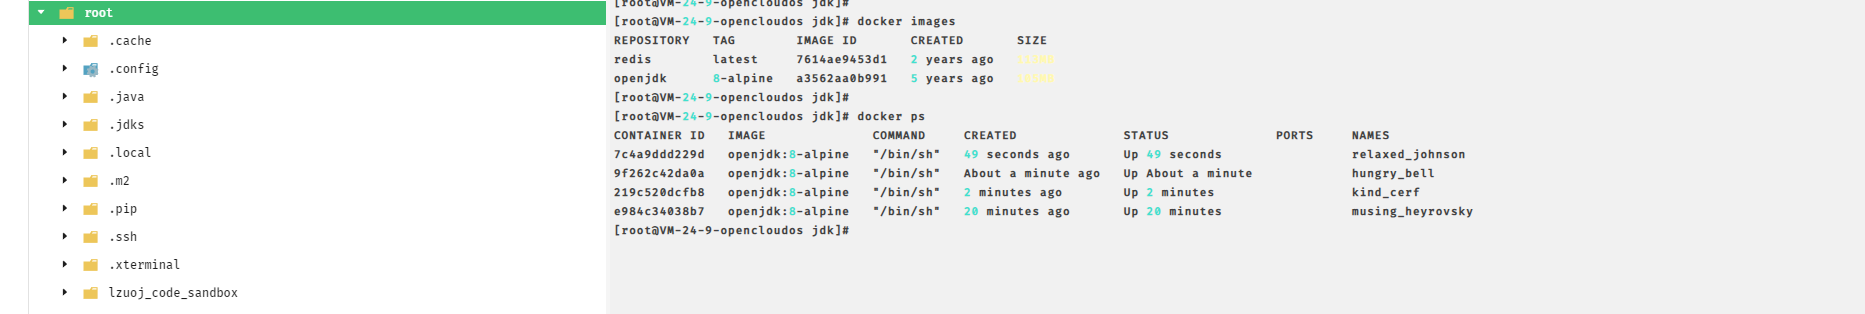 root
.cache
.config
.java
.jdks
.local
.m2
.pip
.ssh
.xterminal
lzuoj_code_sandbox
[root@VM-24-9-opencloudos jdk]#
[root@VM-24-9-opencloudos jdk]# docker images
REPOSITORY TAG IMAGE ID CREATED SIZE
redis latest 7614ae9453d1 2 years ago
openjdk 8-alpine a3562aa0b991 5 years ago
[root@VM-24-9-opencloudos jdk]#
[root@VM-24-9-opencloudos jdk]# docker ps
CONTAINER ID IMAGE COMMAND CREATED STATUS PORTS NAMES
7c4a9ddd229d openjdk:8-alpine "/bin/sh" 49 seconds ago Up 49 seconds relaxed_johnson
9f262c42da0a openjdk:8-alpine "/bin/sh" About a minute ago Up About a minute hungry_bell
219c520dcfb8 openjdk:8-alpine "/bin/sh" 2 minutes ago Up 2 minutes kind_cerf
e984c34038b7 openjdk:8-alpine "/bin/sh" 20 minutes ago Up 20 minutes musing_heyrovsky
[root@VM-24-9-opencloudos jdk]#